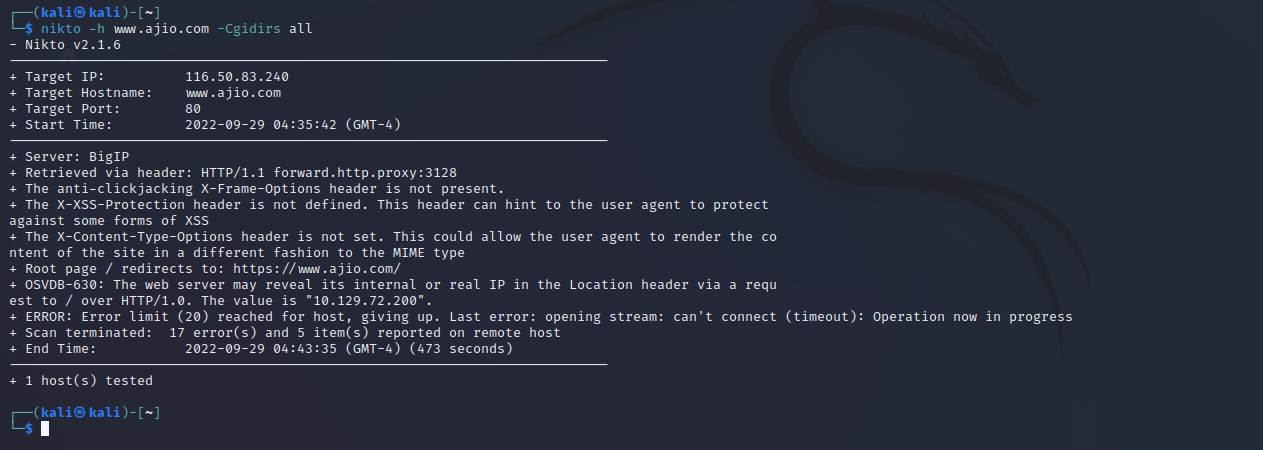 ┌──(kali㉿kali)-[~]
└─$ nikto -h www.ajio.com -Cgidirs all
- Nikto v2.1.6
---------------------------------------------------------------------------
+ Target IP:          116.50.83.240
+ Target Hostname:    www.ajio.com
+ Target Port:        80
+ Start Time:         2022-09-29 04:35:42 (GMT-4)
---------------------------------------------------------------------------
+ Server: BigIP
+ Retrieved via header: HTTP/1.1 forward.http.proxy:3128
+ The anti-clickjacking X-Frame-Options header is not present.
+ The X-XSS-Protection header is not defined. This header can hint to the user agent to protect
against some forms of XSS
+ The X-Content-Type-Options header is not set. This could allow the user agent to render the co
ntent of the site in a different fashion to the MIME type
+ Root page / redirects to: https://www.ajio.com/
+ OSVDB-630: The web server may reveal its internal or real IP in the Location header via a requ
est to / over HTTP/1.0. The value is "10.129.72.200".
+ ERROR: Error limit (20) reached for host, giving up. Last error: opening stream: can't connect (timeout): Operation now in progress
+ Scan terminated:  17 error(s) and 5 item(s) reported on remote host
+ End Time:           2022-09-29 04:43:35 (GMT-4) (473 seconds)
---------------------------------------------------------------------------
+ 1 host(s) tested
┌──(kali㉿kali)-[~]
└─$